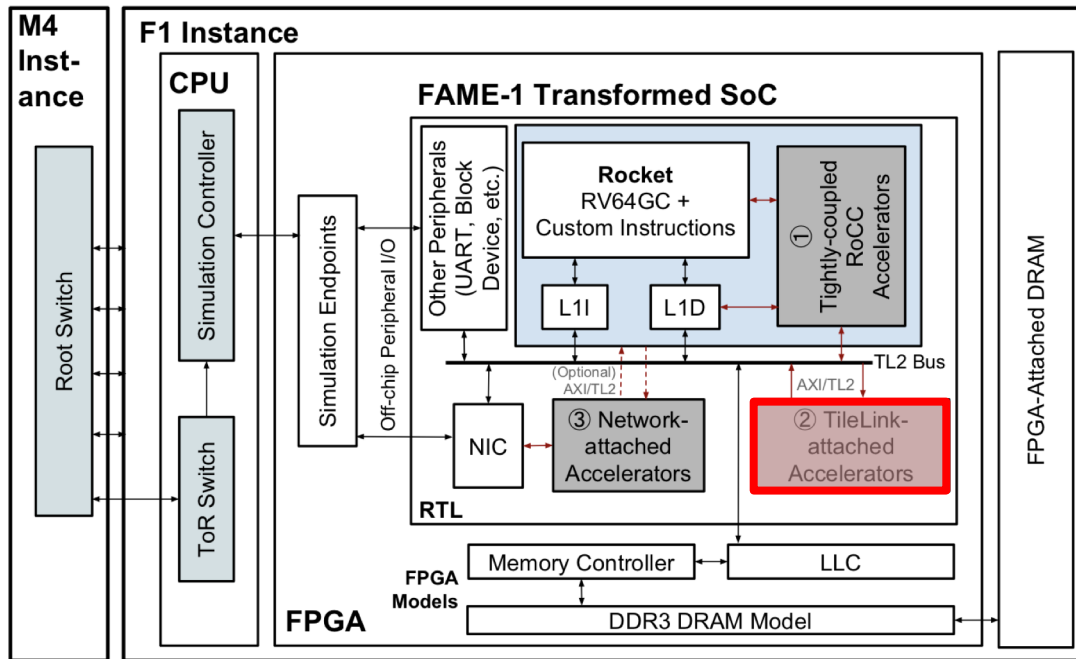 M4
Inst-
ance
Root Switch
F1 Instance
CPU
Simulation Controller
ToR Switch
Simulation Endpoints
Off-chip Peripheral I/O
FAME-1 Transformed SoC
Other Peripherals
(UART, Block
Device, etc.)
Rocket
RV64GC +
Custom Instructions
①
Tightly-coupled
RoCC
Accelerators
L1I
L1D
TL2 Bus
(Optional)
AXI/TL2
AXI/TL2
NIC
③ Network-
attached
Accelerators
② TileLink-
attached
Accelerators
RTL
FPGA
Models
Memory Controller
LLC
DDR3 DRAM Model
FPGA
FPGA-Attached DRAM